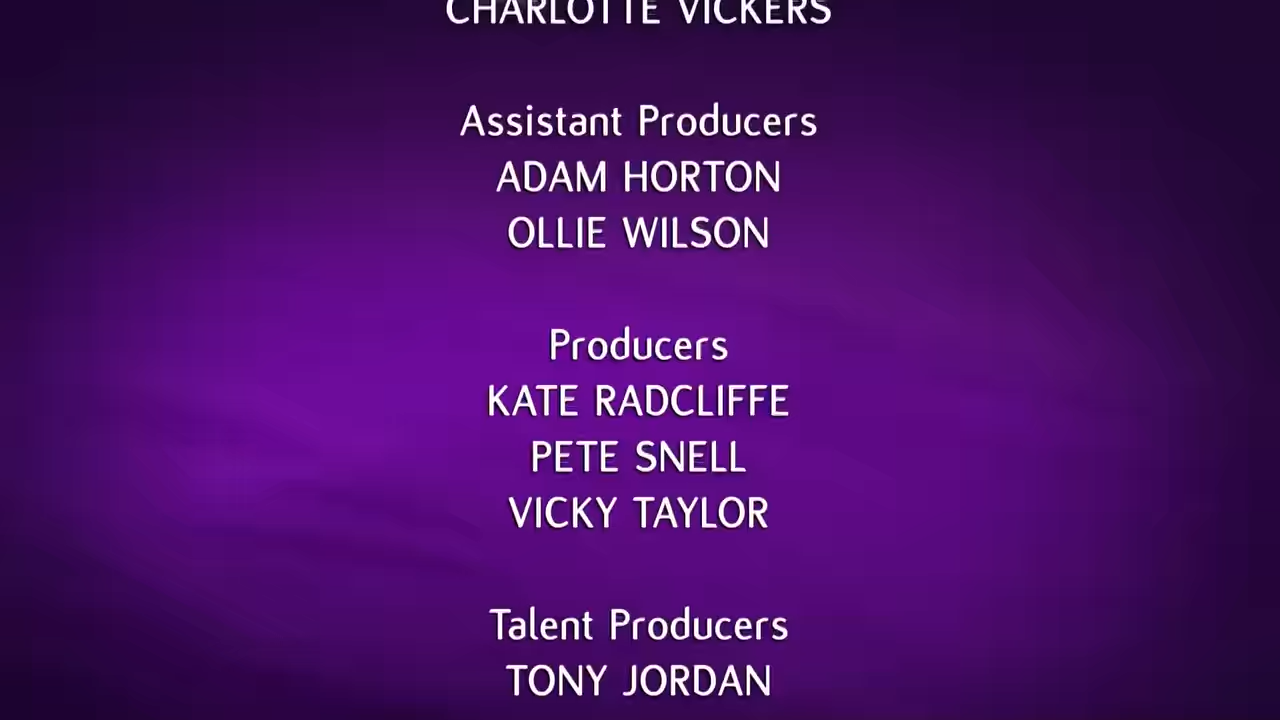 CHARLOTTE VICKERS
Assistant Producers
ADAM HORTON
OLLIE WILSON
Producers
KATE RADCLIFFE
PETE SNELL
VICKY TAYLOR
Talent Producers
TONY JORDAN